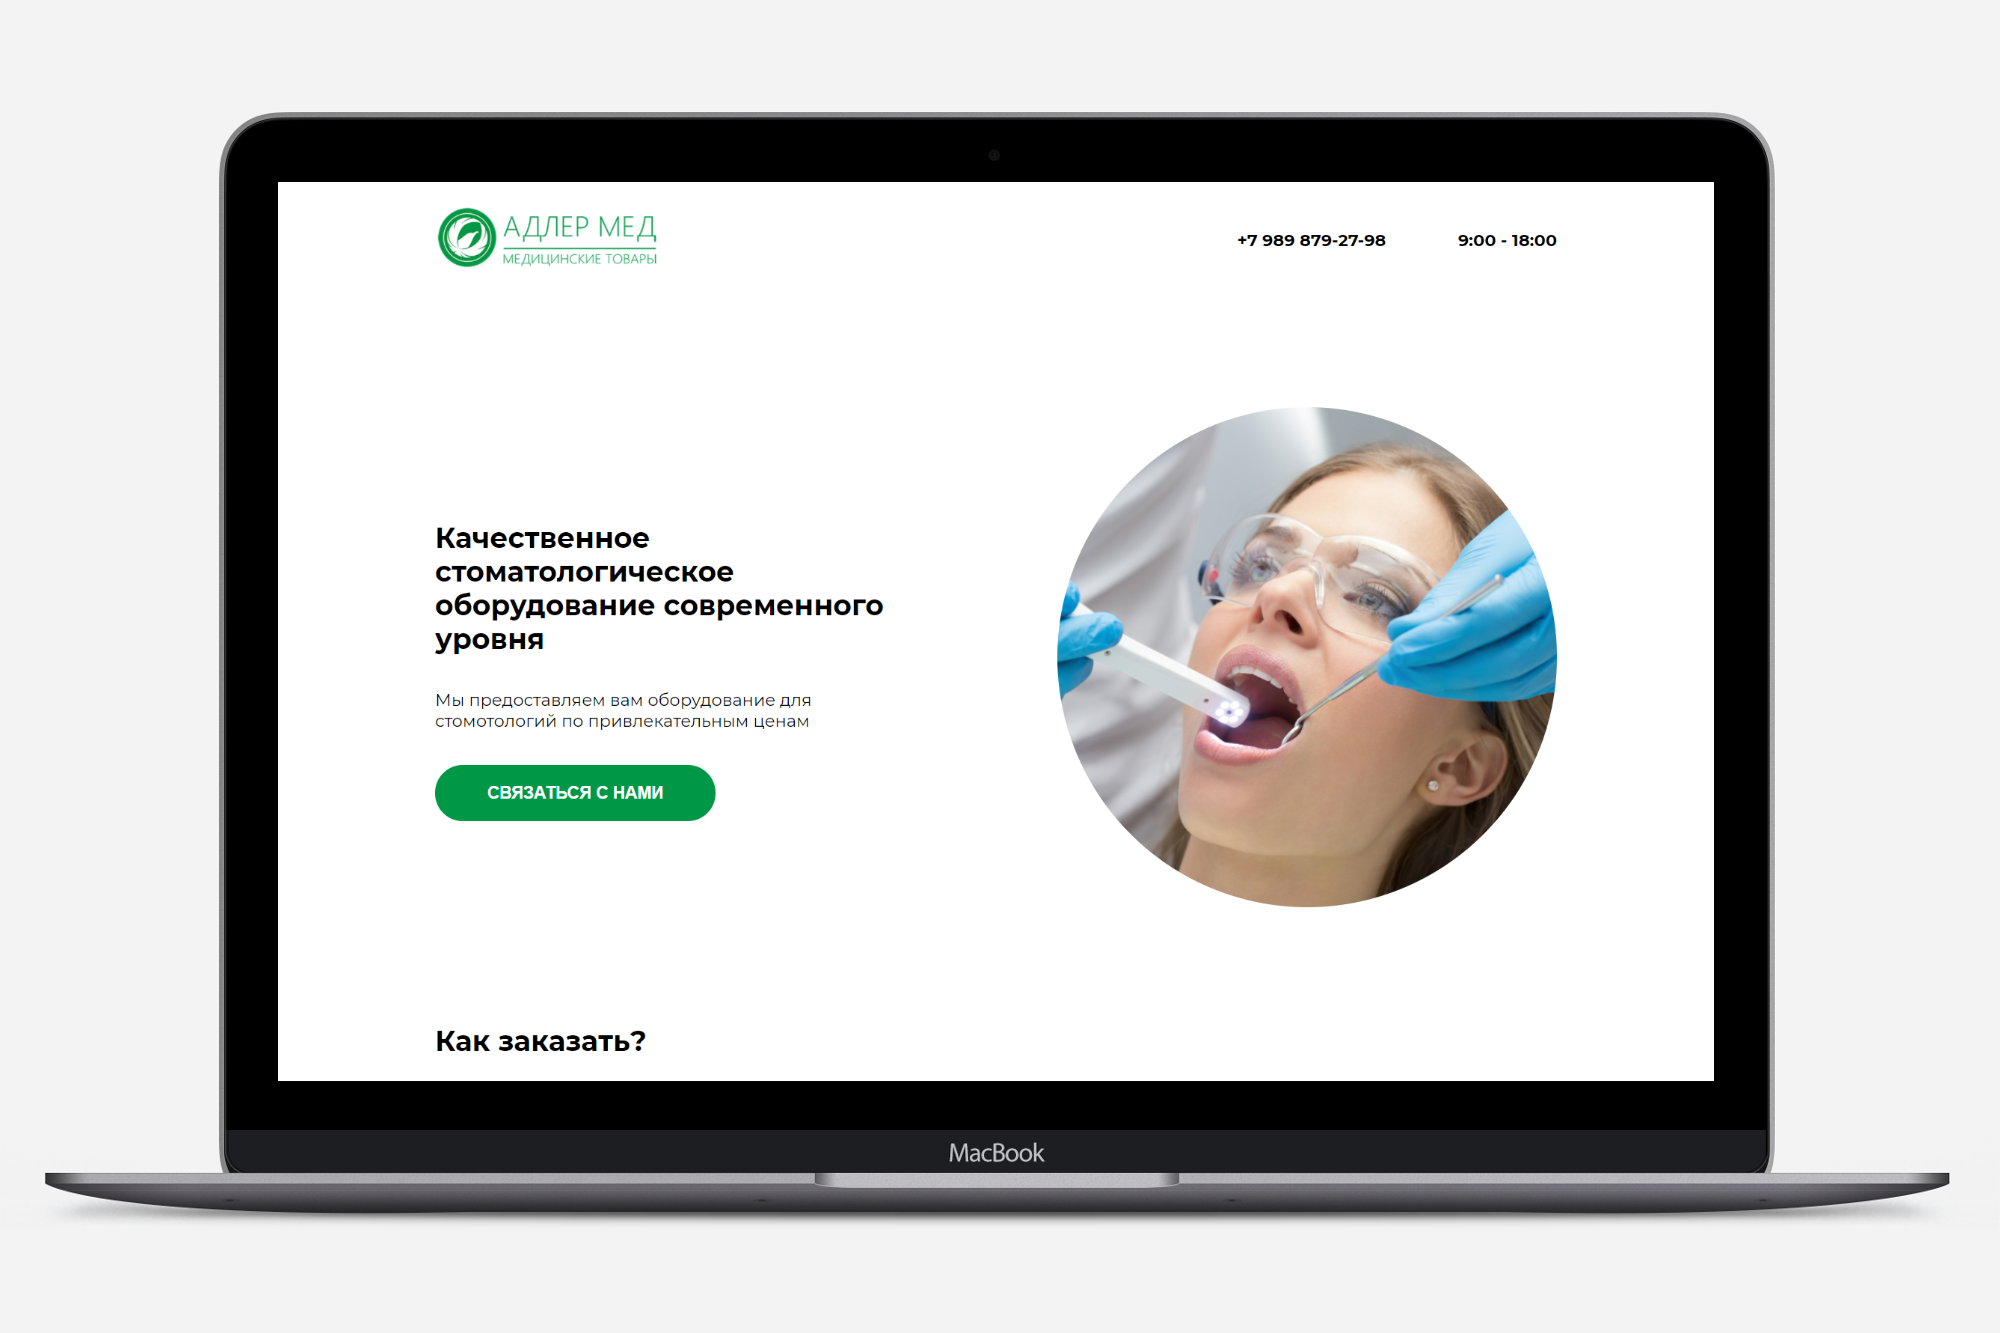 АДЛЕР МЕД
МЕДИЦИНСКИЕ ТОВАРЫ
+7 989 879-27-98
9:00 - 18:00
Качественное
стоматологическое
оборудование современного
уровня
Мы предоставляем вам оборудование для
стомотологий по привлекательным ценам
СВЯЗАТЬСЯ С НАМИ
Как заказать?
MacBook